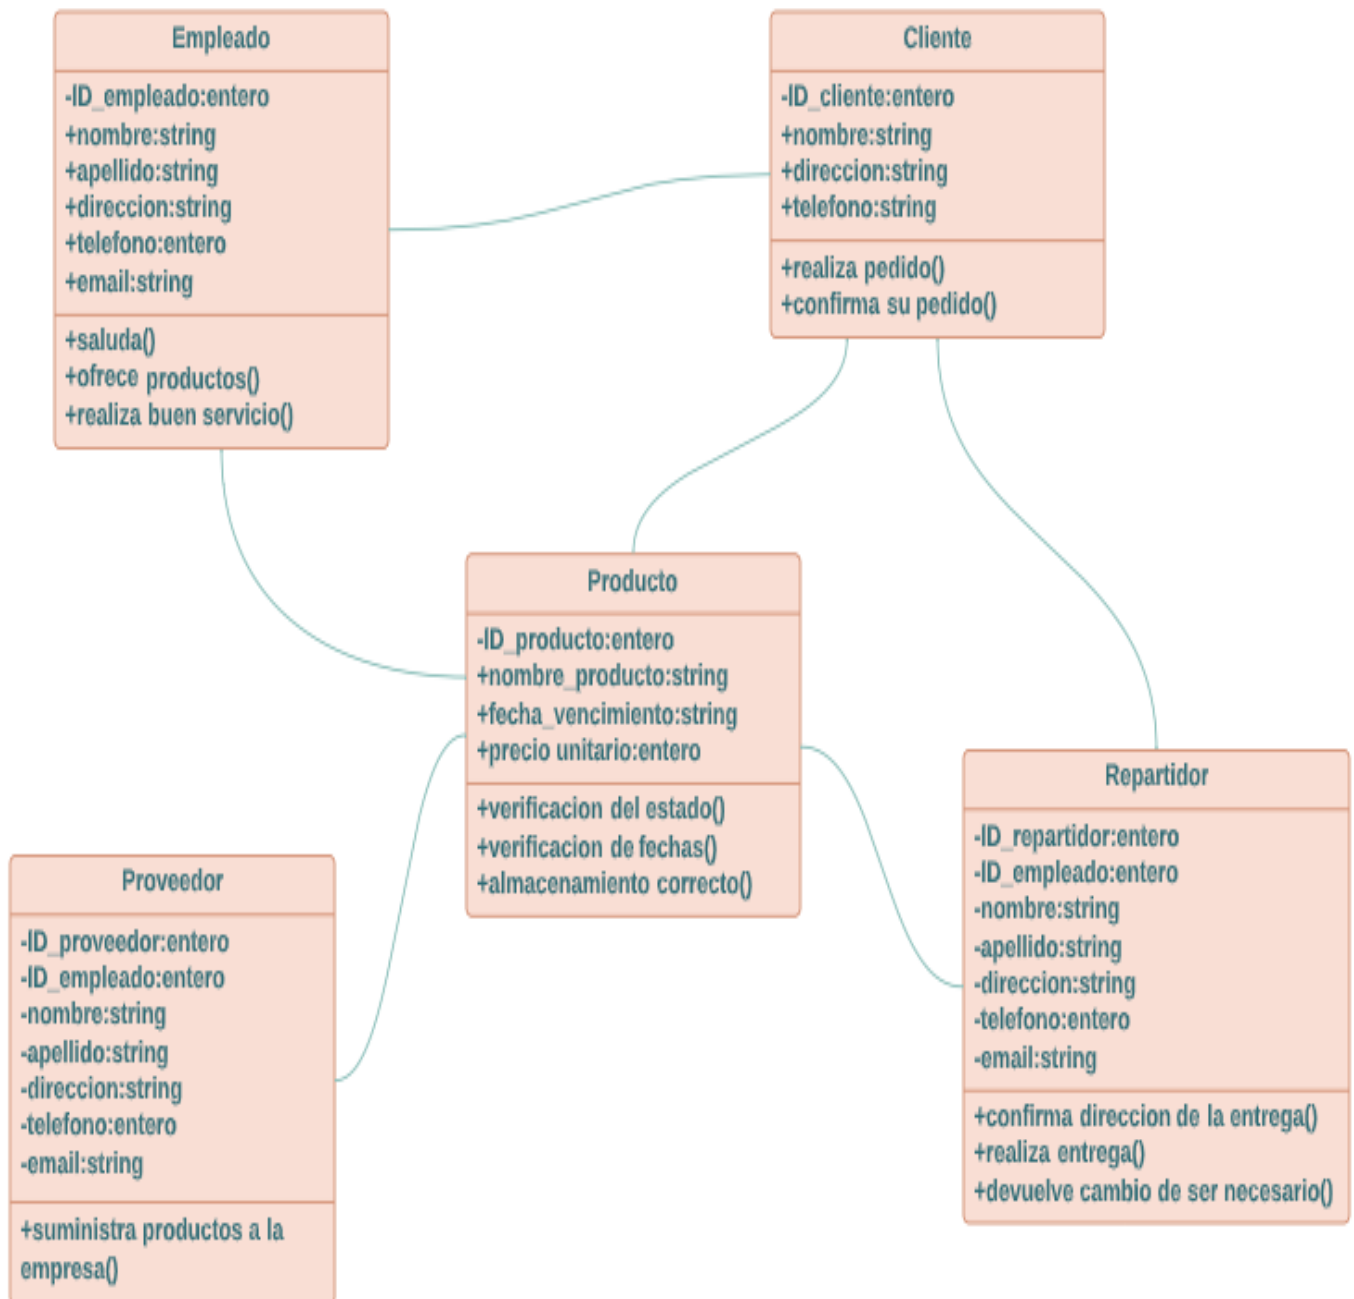 Empleado
-ID_empleado:entero
+nombre:string
+apellido:string
+direccion:string
+telefono:entero
+email:string
+saluda()
+ofrece productos()
+realiza buen servicio()
Cliente
-ID_cliente:entero
+nombre:string
+direccion:string
+telefono:string
+realiza pedido()
+confirma su pedido()
Producto
-ID_producto:entero
+nombre_producto:string
+fecha_vencimiento:string
+precio unitario:entero
+verificacion del estado()
+verificacion de fechas()
+almacenamiento correcto()
Repartidor
-ID_repartidor:entero
-ID_empleado:entero
-nombre:string
-apellido:string
-direccion:string
-telefono:entero
-email:string
+confirma direccion de la entrega()
+realiza entrega()
+devuelve cambio de ser necesario()
Proveedor
-ID_proveedor:entero
-ID_empleado:entero
-nombre:string
-apellido:string
-direccion:string
-telefono:entero
-email:string
+suministra productos a la
empresa()